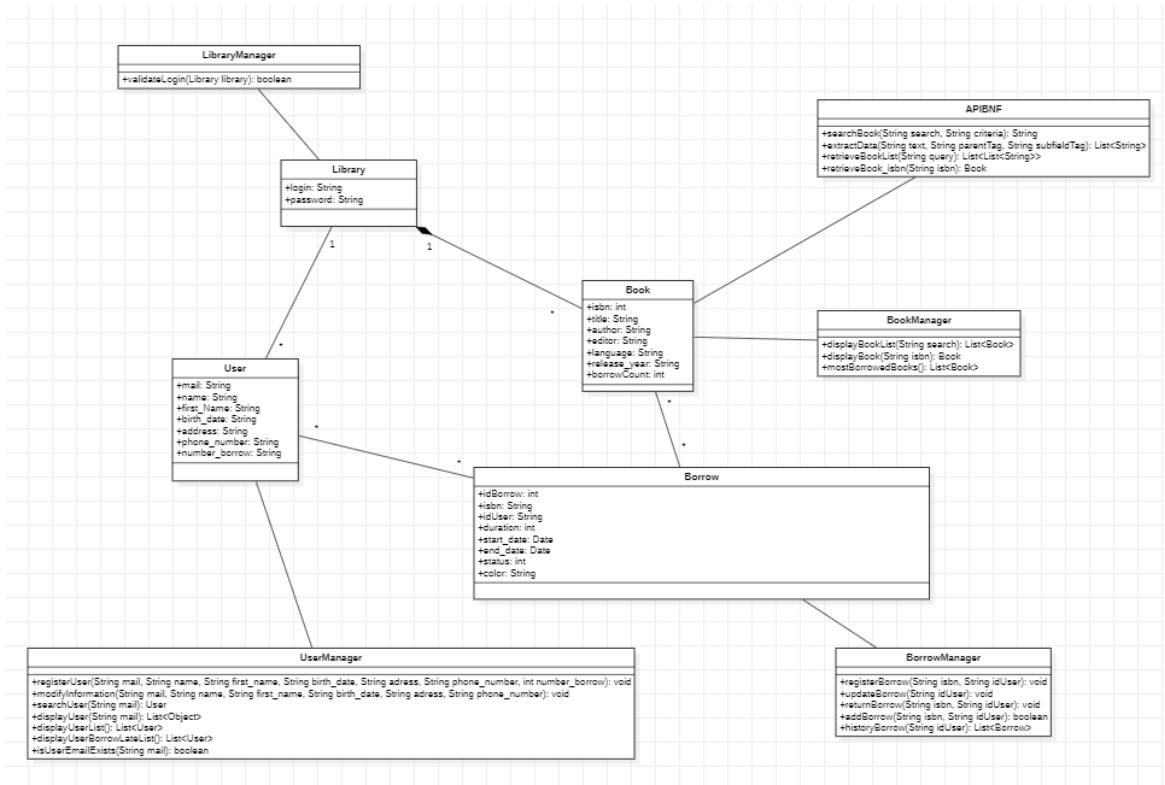 LibraryManager
+validateLogin(Library library): boolean
APIBNF
+searchBook(String search, String criteria): String
+extractData(String text, String parentTag, String subfieldTag): List<String>
+retrieveBookList(String query): List<List<String>>
+retrieveBook_isbn(String isbn): Book
Library
+login: String
+password: String
1
1
*
Book
+isbn: int
+title: String
+author: String
+editor: String
+language: String
+release_year: String
+borrowCount: int
BookManager
+displayBookList(String search): List<Book>
+displayBook(String isbn): Book
+mostBorrowedBooks(): List<Book>
*
User
+mail: String
+name: String
+first_Name: String
+birth_date: String
+address: String
+phone_number: String
+number_borrow: String
*
*
*
*
Borrow
+idBorrow: int
+isbn: String
+idUser: String
+duration: int
+start_date: Date
+end_date: Date
+status: int
+color: String
UserManager
+registerUser(String mail, String name, String first_name, String birth_date, String adress, String phone_number, int number_borrow): void
+modifyInformation(String mail, String name, String first_name, String birth_date, String adress, String phone_number): void
+searchUser(String mail): User
+displayUser(String mail): List<Object>
+displayUserList(): List<User>
+displayUserBorrowLateList(): List<User>
+isUserEmailExists(String mail): boolean
BorrowManager
+registerBorrow(String isbn, String idUser): void
+updateBorrow(String idUser): void
+returnBorrow(String isbn, String idUser): void
+addBorrow(String isbn, String idUser): boolean
+historyBorrow(String idUser): List<Borrow>